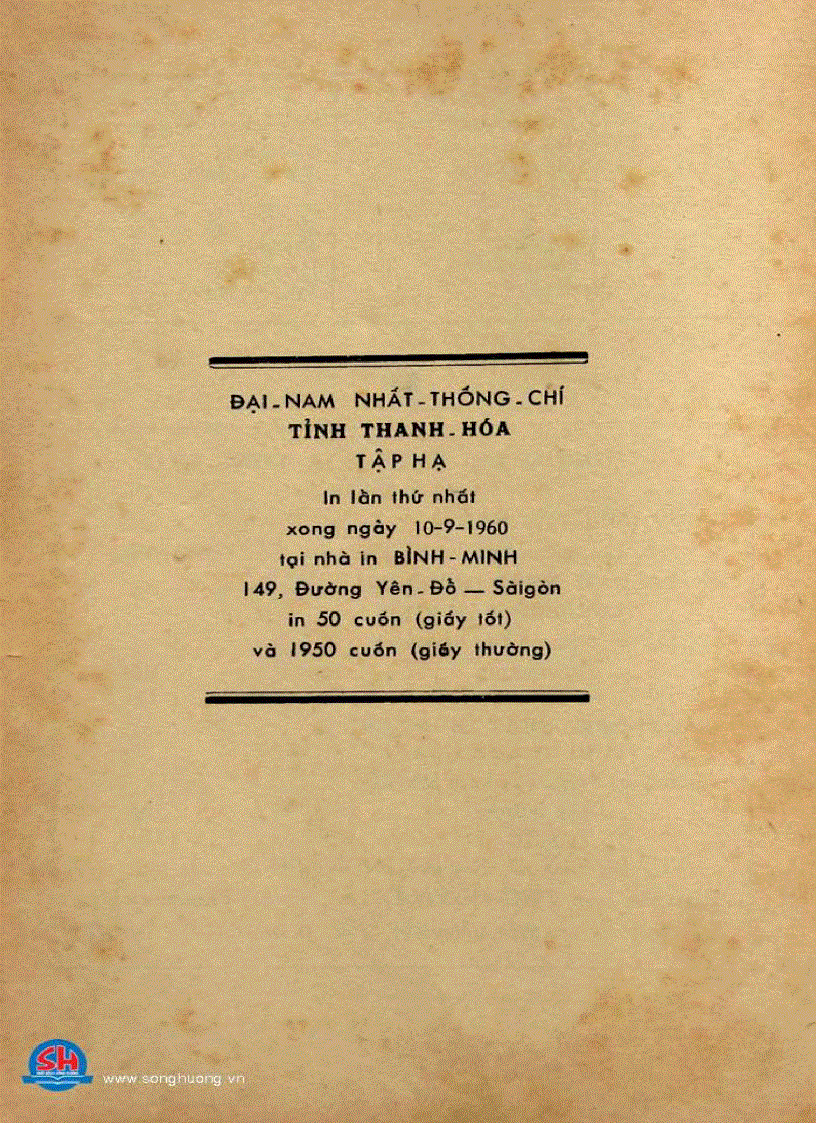 ĐẠI-NAM NHẤT-THỐNG-CHÍ
TỈNH THANH-HÓA
TẬP HẠ
In lần thứ nhất
xong ngày 10-9-1960
tại nhà in BÌNH-MINH
149, Đường Yên-Đỗ — Sàigòn
in 50 cuốn (giấy tốt)
và 1950 cuốn (giấy thường)
SH
www.songhuong.vn